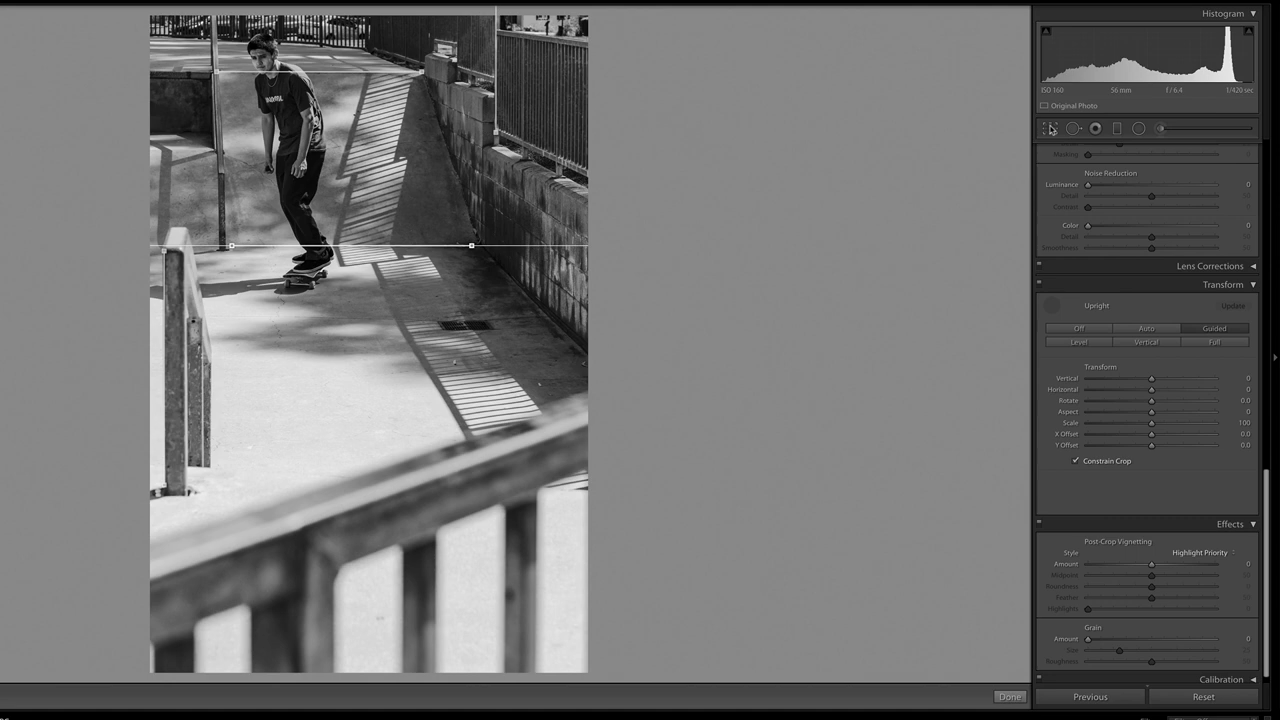 Histogram
ISO 160 56 mm f / 6.4 1/420 sec
Original Photo
Masking 0
Noise Reduction
Luminance 0
Detail
Contrast
Color 0
Detail
Smoothness
Lens Corrections
Transform
Upright Update
Off Auto Guided
Level Vertical Full
Transform
Vertical 0
Horizontal 0
Rotate 0.0
Aspect 0
Scale 100
X Offset 0.0
Y Offset 0.0
Constrain Crop
Effects
Post-Crop Vignetting
Style Highlight Priority
Amount 0
Midpoint
Roundness
Feather
Highlights
Grain
Amount 0
Size
Roughness
Calibration
Done Previous Reset